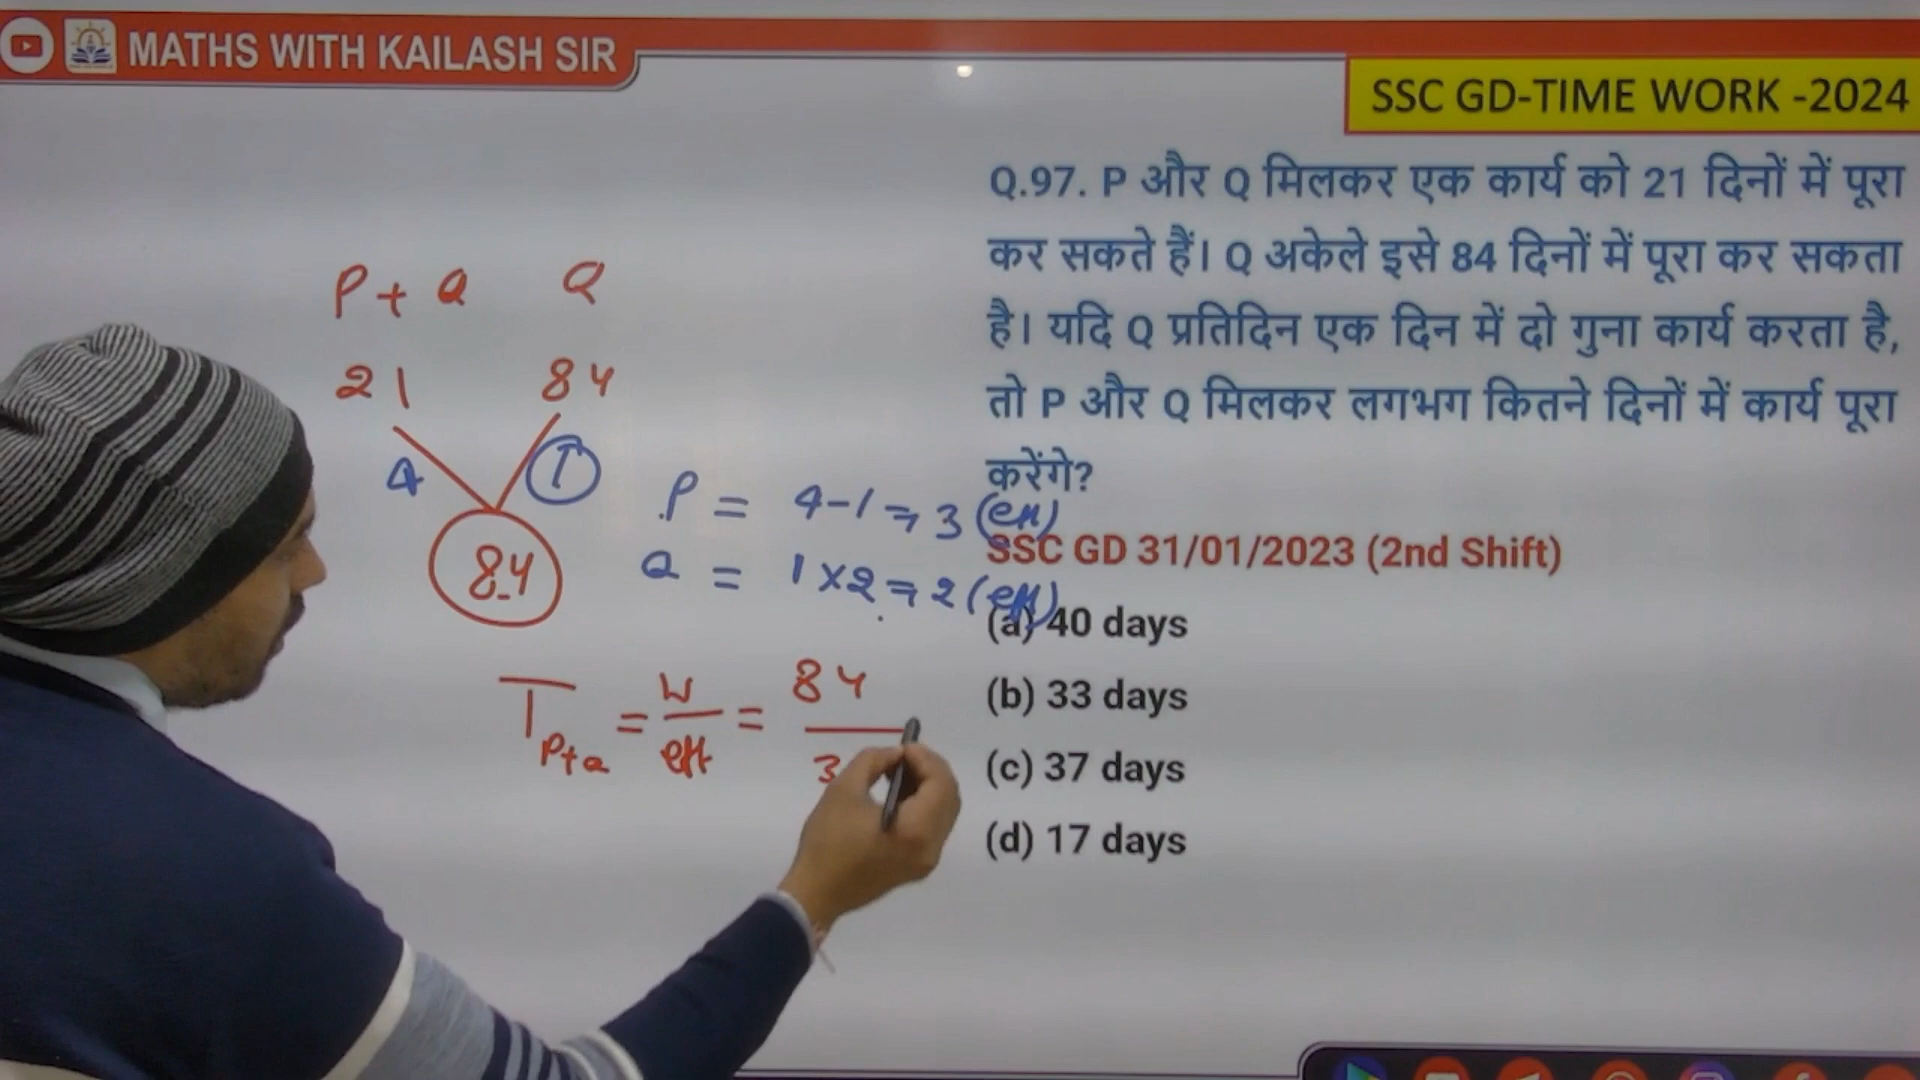 MATHS WITH KAILASH SIR
SSC GD-TIME WORK -2024
Q.97. P और Q मिलकर एक कार्य को 21 दिनों में पूरा
कर सकते हैं। Q अकेले इसे 84 दिनों में पूरा कर सकता
है। यदि Q प्रतिदिन एक दिन में दो गुना कार्य करता है,
तो P और Q मिलकर लगभग कितने दिनों में कार्य पूरा
करेंगे?
SSC GD 31/01/2023 (2nd Shift)
(a) 40 days
(b) 33 days
(c) 37 days
(d) 17 days
P + Q Q
21 84
4 1
84
P = 4-1 = 3 (eff)
Q = 1×2 = 2 (eff)
T P+Q = W/eff = 84/3